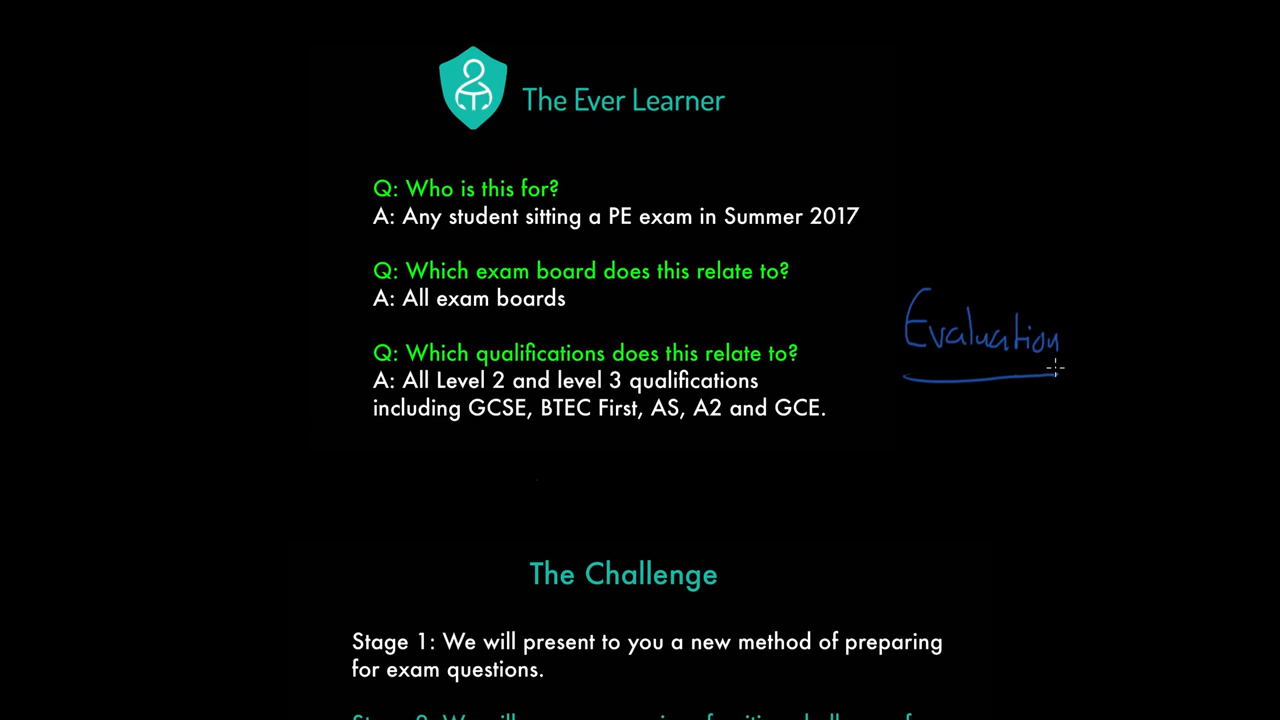 The Ever Learner
Q: Who is this for?
A: Any student sitting a PE exam in Summer 2017
Q: Which exam board does this relate to?
A: All exam boards
Evaluation
Q: Which qualifications does this relate to?
A: All Level 2 and level 3 qualifications
including GCSE, BTEC First, AS, A2 and GCE.
The Challenge
Stage 1: We will present to you a new method of preparing
for exam questions.